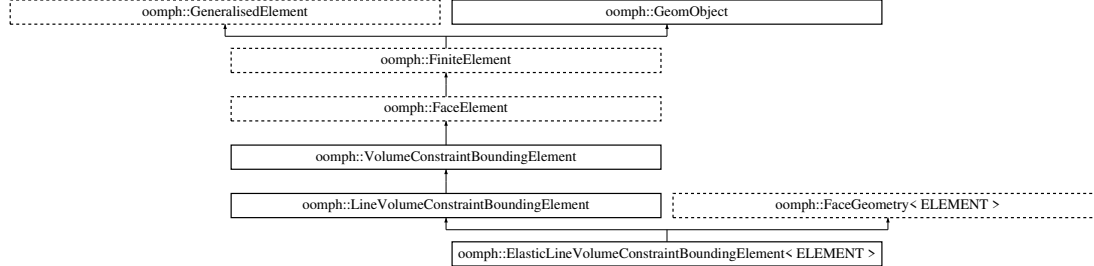 oomph::GeneralisedElement
oomph::GeomObject
oomph::FiniteElement
oomph::FaceElement
oomph::VolumeConstraintBoundingElement
oomph::LineVolumeConstraintBoundingElement
oomph::FaceGeometry< ELEMENT >
oomph::ElasticLineVolumeConstraintBoundingElement< ELEMENT >